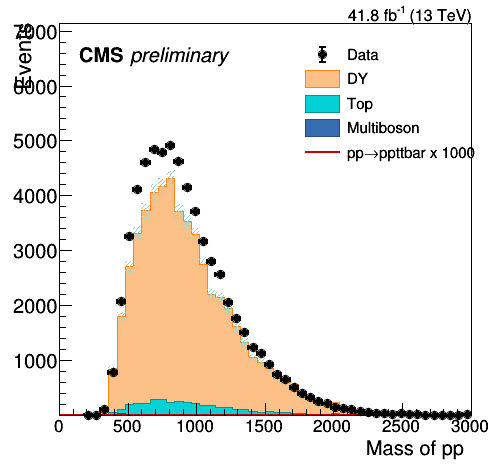 41.8 fb-1 (13 TeV)
Events
CMS preliminary
Data
DY
Top
Multiboson
pp→ppttbar x 1000
7000
6000
5000
4000
3000
2000
1000
0 500 1000 1500 2000 2500 3000
Mass of pp